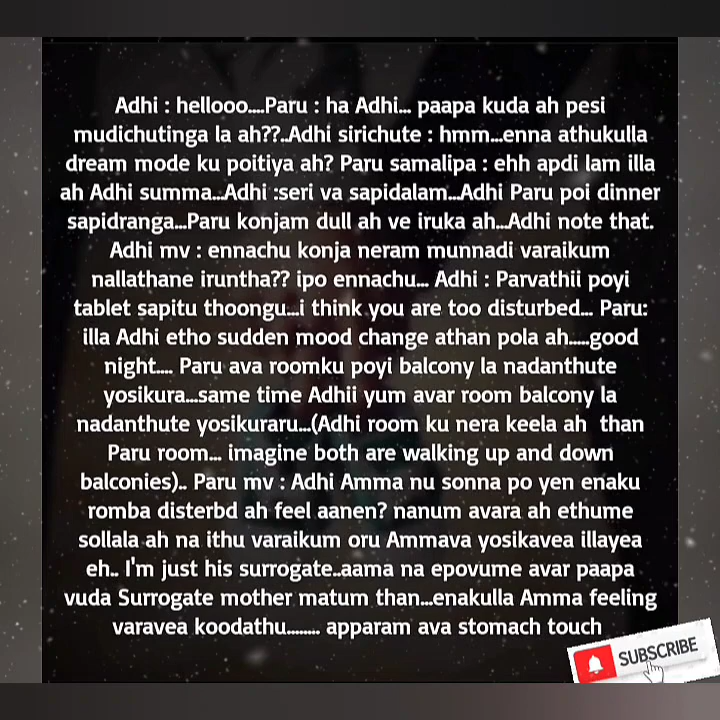 Adhi : hellooo....Paru : ha Adhi... paapa kuda ah pesi
mudichutinga la ah??..Adhi sirichute : hmm...enna athukulla
dream mode ku poitiya ah? Paru samalipa : ehh apdi lam illa
ah Adhi summa...Adhi :seri va sapidalam...Adhi Paru poi dinner
sapidranga...Paru konjam dull ah ve iruka ah...Adhi note that.
Adhi mv : ennachu konja neram munnadi varaikum
nallathane iruntha?? ipo ennachu... Adhi : Parvathii poyi
tablet sapitu thoongu...i think you are too disturbed... Paru:
illa Adhi etho sudden mood change athan pola ah.....good
night.... Paru ava roomku poyi balcony la nadanthute
yosikura...same time Adhii yum avar room balcony la
nadanthute yosikuraru...(Adhi room ku nera keela ah than
Paru room... imagine both are walking up and down
balconies).. Paru mv : Adhi Amma nu sonna po yen enaku
romba disterbd ah feel aanen? nanum avara ah ethume
sollala ah na ithu varaikum oru Ammava yosikavea illayea
eh.. I'm just his surrogate..aama na epovume avar paapa
vuda Surrogate mother matum than...enakulla Amma feeling
varavea koodathu........ apparam ava stomach touch
SUBSCRIBE